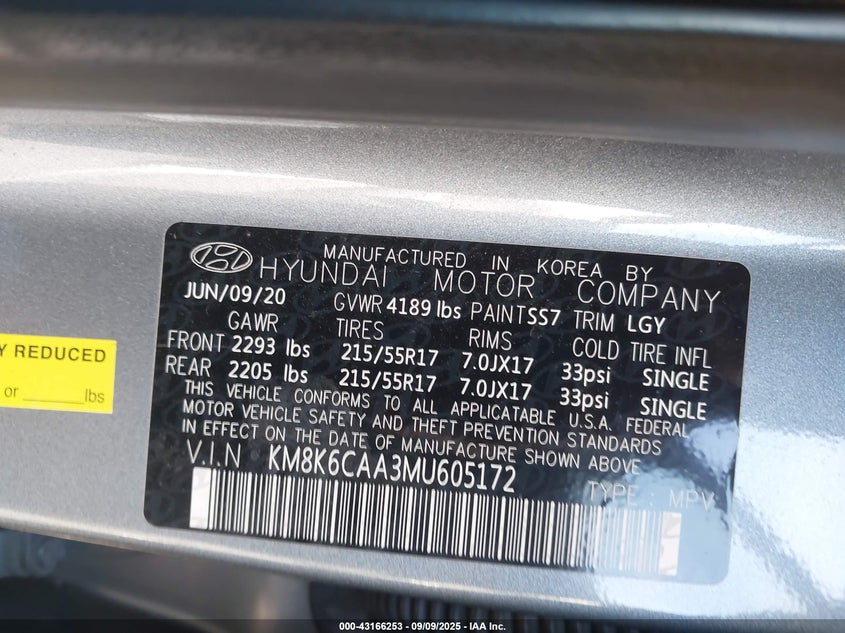 MANUFACTURED IN KOREA BY
HYUNDAI MOTOR COMPANY
JUN/09/20 GVWR 4189 lbs PAINT SS7 TRIM LGY
GAWR TIRES RIMS COLD TIRE INFL
FRONT 2293 lbs 215/55R17 7.0JX17 33psi SINGLE
REAR 2205 lbs 215/55R17 7.0JX17 33psi SINGLE
THIS VEHICLE CONFORMS TO ALL APPLICATABLE U.S.A. FEDERAL
MOTOR VEHICLE SAFETY AND THEFT PREVENTION STANDARDS
IN EFFECT ON THE DATE OF MANUFACTURE SHOWN ABOVE
V.I.N KM8K6CAA3MU605172
TYPE : MPV
Y REDUCED
or ______lbs
000-43166253 - 09/09/2025 - IAA Inc.